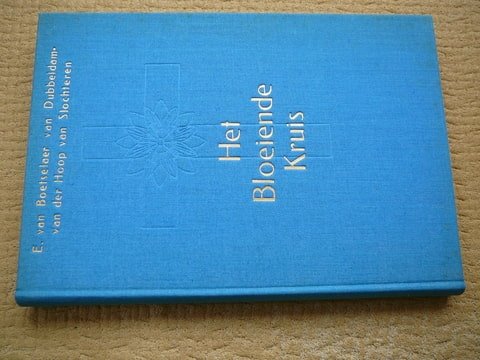 E. van Boetselaer van Dubbeldam-
van der Hoop van Slochteren
Het
Bloeiende
Kruis